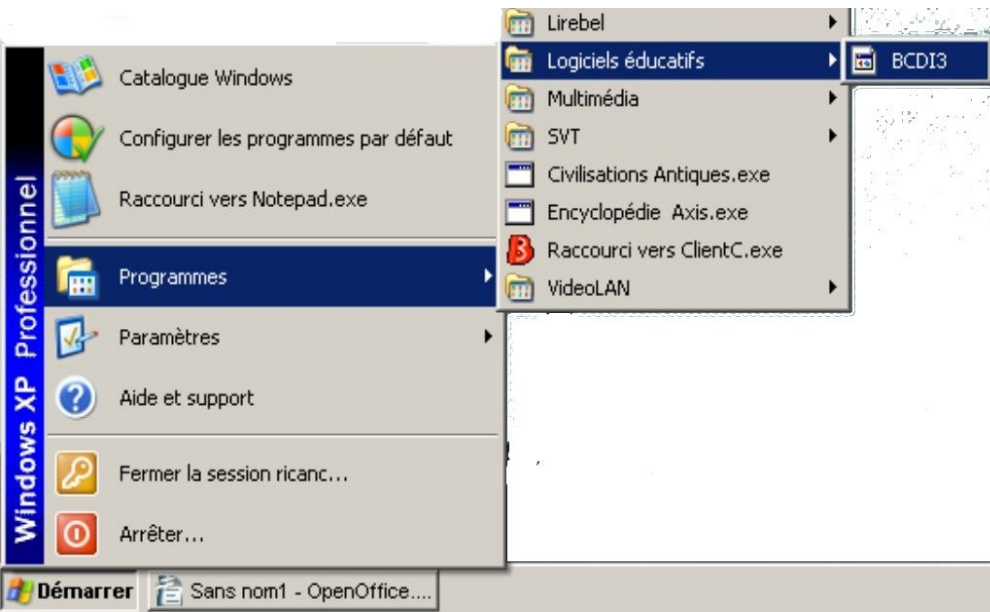 Windows XP Professionnel
Catalogue Windows
Configurer les programmes par défaut
Raccourci vers Notepad.exe
Programmes
Paramètres
Aide et support
Fermer la session ricanc...
Arrêter...
Lirebel
Logiciels éducatifs
Multimédia
SVT
Civilisations Antiques.exe
Encyclopédie Axis.exe
Raccourci vers ClientC.exe
VideoLAN
BCDI3
Démarrer
Sans nom1 - OpenOffice....